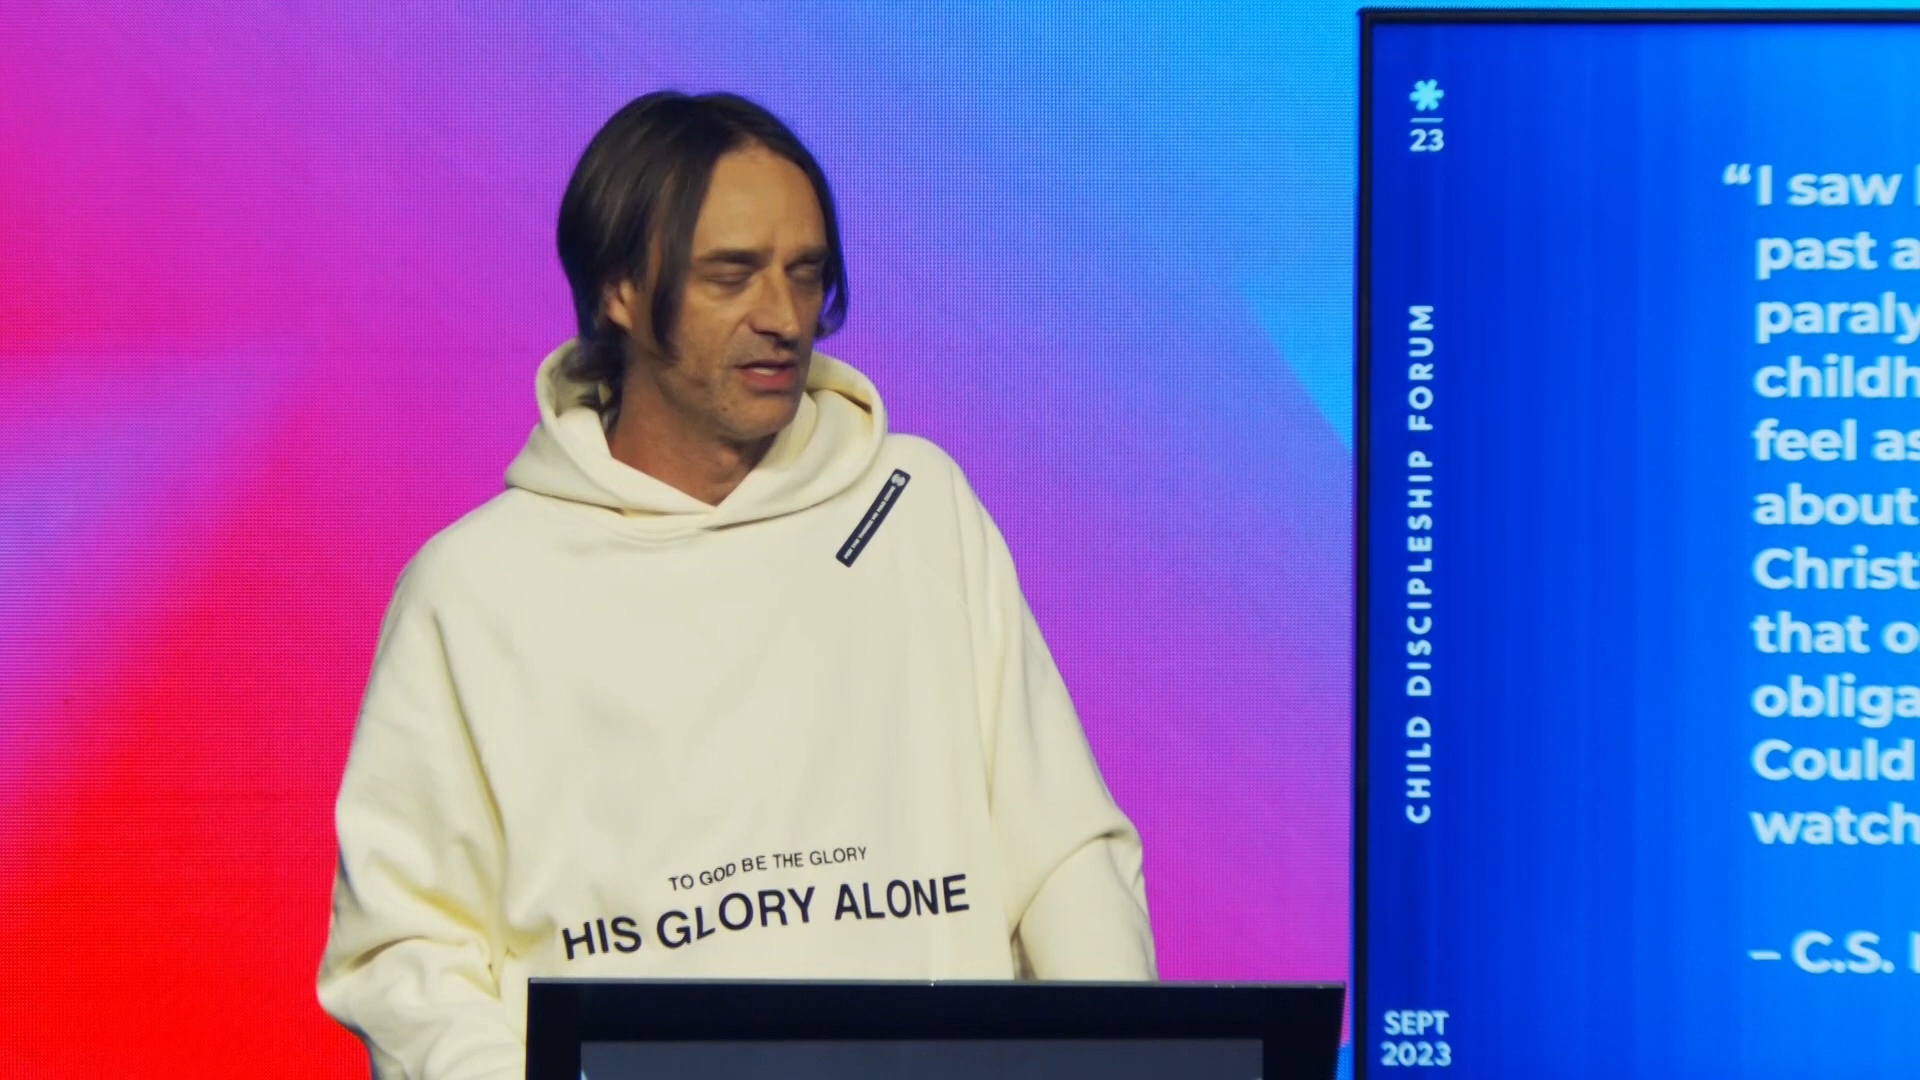 TO GOD BE THE GLORY
HIS GLORY ALONE
23
CHILD DISCIPLESHIP FORUM
SEPT
2023
“I saw
past a
paraly
childh
feel as
about
Christ
that o
obliga
Could
watch
– C.S.